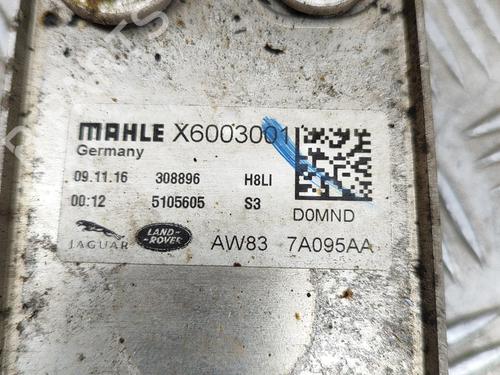 MAHLE X6003001
Germany
09.11.16 308896 H8LI
00:12 5105605 S3
D0MND
JAGUAR LAND-ROVER AW83 7A095AA